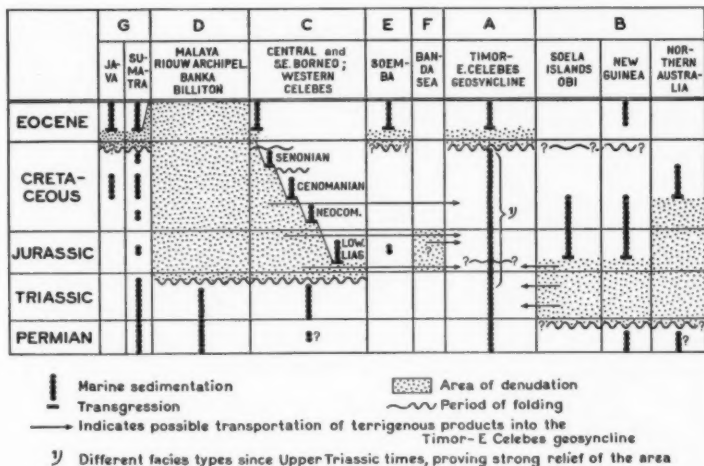 G D C E F A B
JA-
VA
SU-
MA-
TRA
MALAYA
RIOUW ARCHIPEL.
BANKA
BILLITON
CENTRAL and
SE. BORNEO;
WESTERN
CELEBES
SOEM-
BA
BAN-
DA
SEA
TIMOR-
E. CELEBES
GEOSYNCLINE
SOELA
ISLANDS
OBI
NEW
GUINEA
NOR-
THERN
AUSTRA-
LIA
EOCENE
CRETA-
CEOUS
? ?
SENONIAN
CENOMANIAN
NEOCOM.
? ?
? ?
? ?
JURASSIC
LOW.
LIAS
?
? ?
TRIASSIC
PERMIAN
?
? ?
?
Marine sedimentation
Area of denudation
Transgression
Period of folding
Indicates possible transportation of terrigenous products into the
Timor-E Celebes geosyncline
Different facies types since Upper Triassic times, proving strong relief of the area